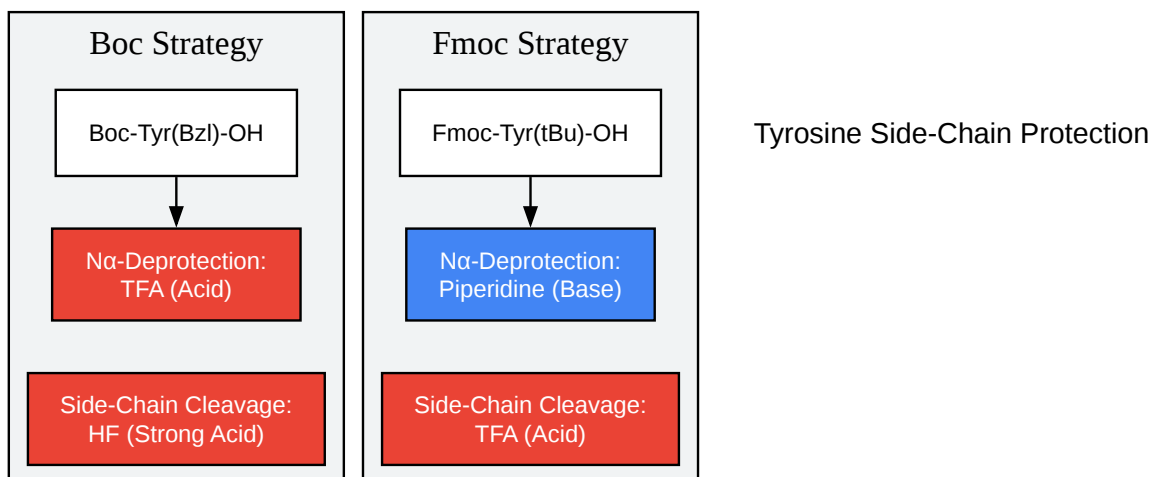 Boc Strategy
Boc-Tyr(Bzl)-OH
Nα-Deprotection:
TFA (Acid)
Side-Chain Cleavage:
HF (Strong Acid)
Fmoc Strategy
Fmoc-Tyr(tBu)-OH
Nα-Deprotection:
Piperidine (Base)
Side-Chain Cleavage:
TFA (Acid)
Tyrosine Side-Chain Protection